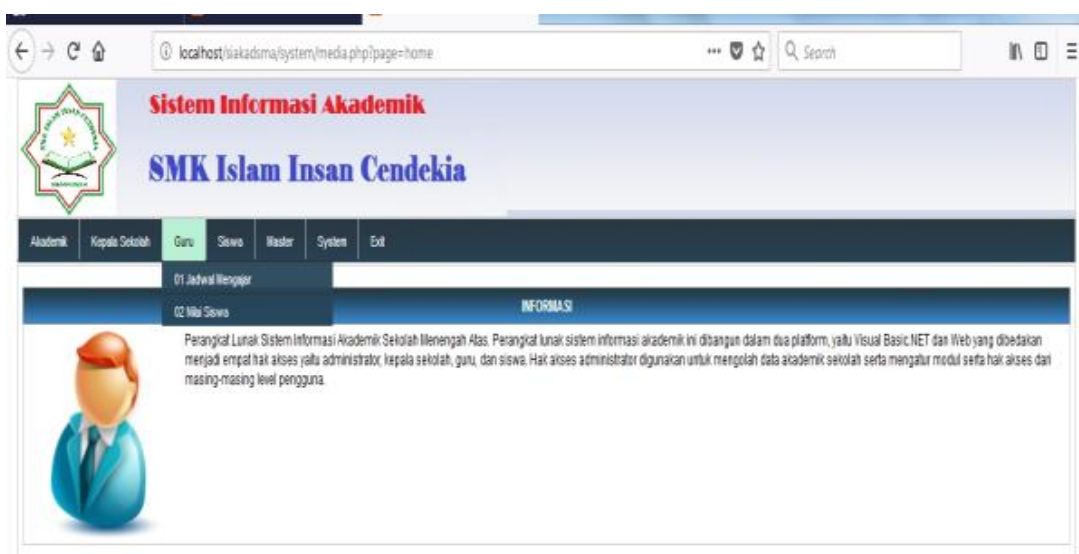 localhost/siakadsma/system/media.php?page=home
Search
Sistem Informasi Akademik
SMK Islam Insan Cendekia
Akademik Kepala Sekolah Guru Siswa Master System Exit
01 Jadwal Mengajar
02 Nilai Siswa
INFORMASI
Perangkat Lunak Sistem Informasi Akademik Sekolah Menengah Atas. Perangkat lunak sistem informasi akademik ini dibangun dalam dua platform, yaitu Visual Basic.NET dan Web yang dibedakan
menjadi empat hak akses yaitu administrator, kepala sekolah, guru, dan siswa. Hak akses administrator digunakan untuk mengolah data akademik sekolah serta mengatur modul serta hak akses dari
masing-masing level pengguna.